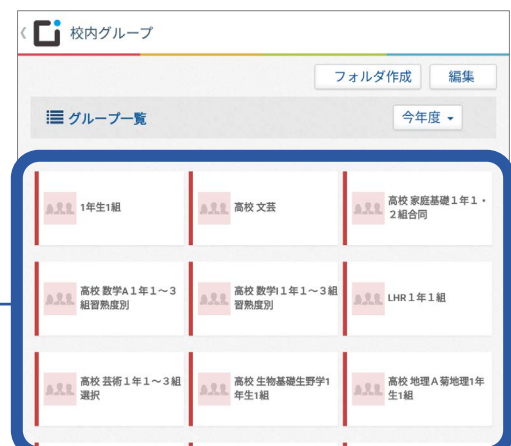 校内グループ
フォルダ作成 編集
グループ一覧 今年度
1年生1組
高校 文芸
高校 家庭基礎１年１・
２組合同
高校 数学A１年１～３
組習熟度別
高校 数学I１年１～３組
習熟度別
LHR１年１組
高校 芸術１年１～３組
選択
高校 生物基礎生野学1
年生1組
高校 地理Ａ菊地理1年
生1組